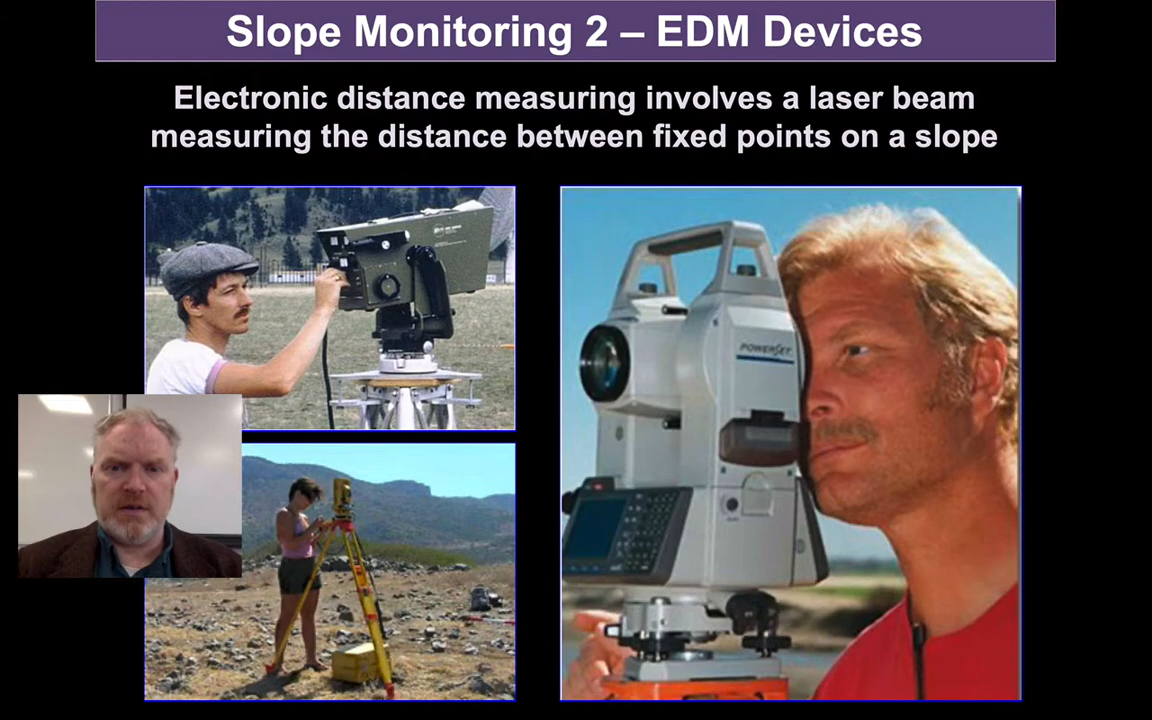 Slope Monitoring 2 – EDM Devices
Electronic distance measuring involves a laser beam
measuring the distance between fixed points on a slope
POWERSET